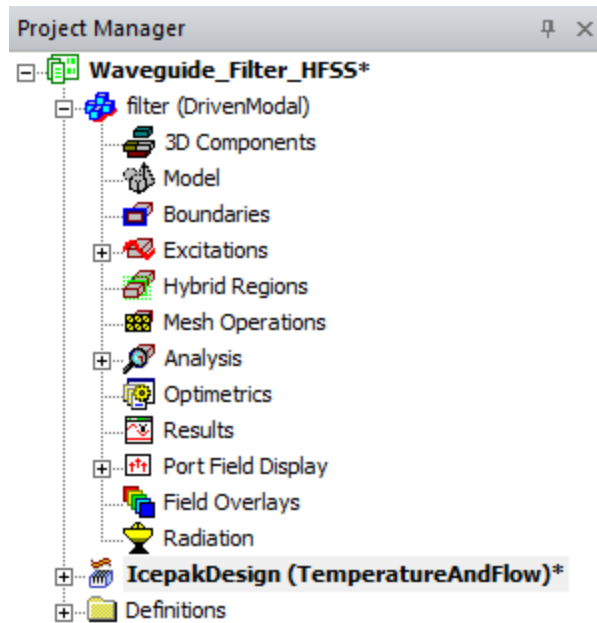 Project Manager
Waveguide_Filter_HFSS*
filter (DrivenModal)
3D Components
Model
Boundaries
Excitations
Hybrid Regions
Mesh Operations
Analysis
Optimetrics
Results
Port Field Display
Field Overlays
Radiation
IcepakDesign (TemperatureAndFlow)*
Definitions